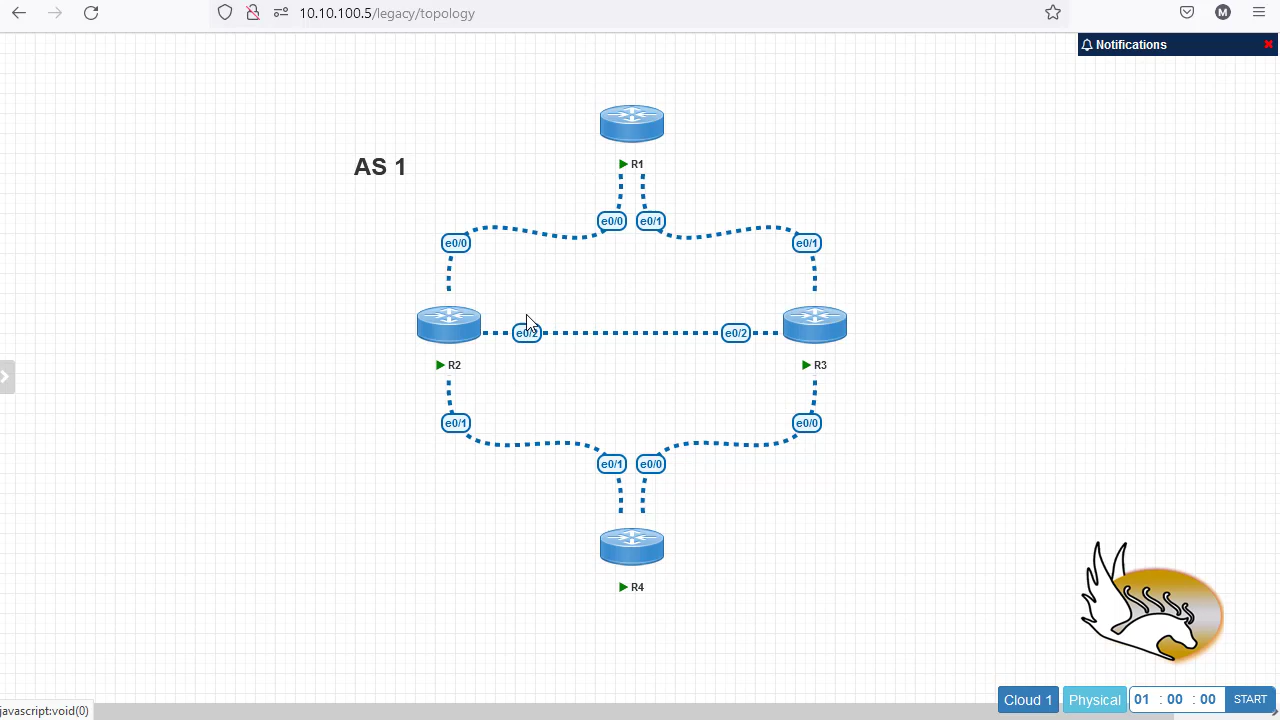 10.10.100.5/legacy/topology
M
Notifications
R1
AS 1
e0/0 e0/1
e0/0 e0/1
e0/2 e0/2
R2 R3
e0/1 e0/0
e0/1 e0/0
R4
Cloud 1 Physical 01 : 00 : 00 START
javascript:void(0)